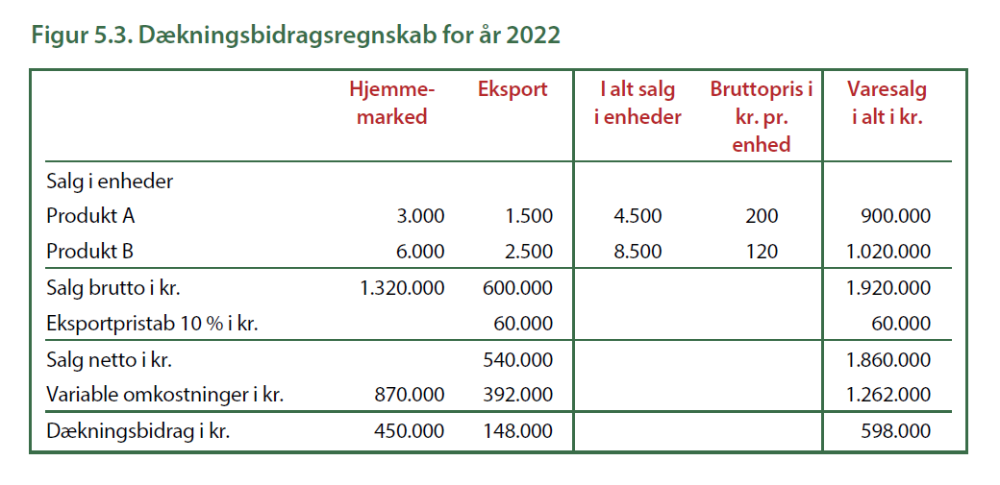 Figur 5.3. Dækningsbidragsregnskab for år 2022
Hjemme- Eksport I alt salg Bruttopris i Varesalg
marked i enheder kr. pr. i alt i kr.
enhed
Salg i enheder
Produkt A 3.000 1.500 4.500 200 900.000
Produkt B 6.000 2.500 8.500 120 1.020.000
Salg brutto i kr. 1.320.000 600.000 1.920.000
Eksportpristab 10 % i kr. 60.000 60.000
Salg netto i kr. 540.000 1.860.000
Variable omkostninger i kr. 870.000 392.000 1.262.000
Dækningsbidrag i kr. 450.000 148.000 598.000